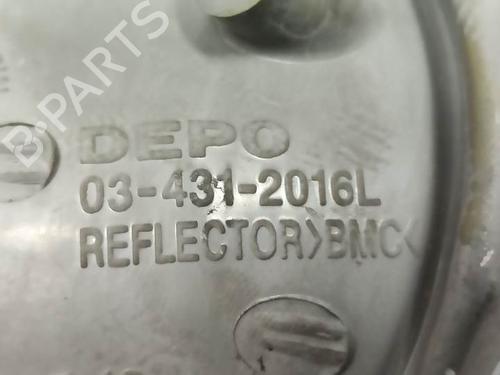 B-PARTS
DEPO
03-431-2016L
REFLECTOR>BMC<